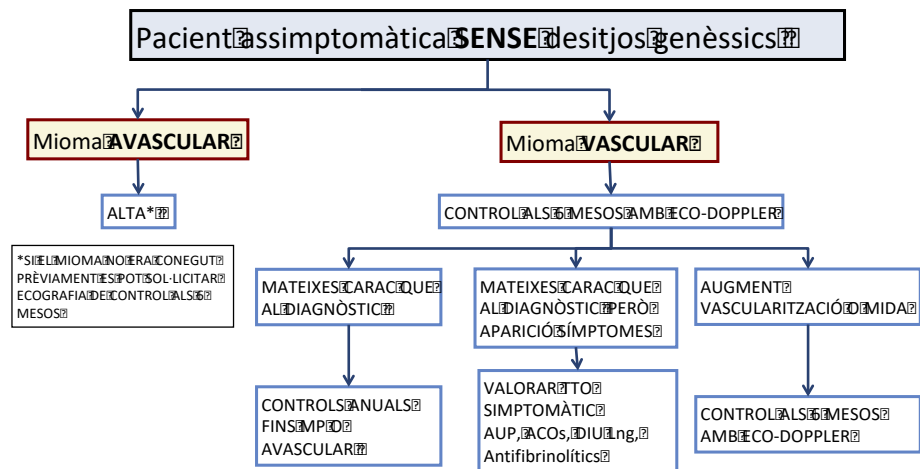 Pacient assimptomàtica SENSE desitjos genèssics
Mioma AVASCULAR
Mioma VASCULAR
ALTA*
CONTROL ALS 6 MESOS AMB ECO-DOPPLER
*SI EL MIOMA NO ERA CONEGUT
PRÈVIAMENT ES POT SOL·LICITAR
ECOGRAFIA DE CONTROL ALS 6
MESOS
MATEIXES CARAC QUE
AL DIAGNÒSTIC
MATEIXES CARAC QUE
AL DIAGNÒSTIC PERÒ
APARICIÓ SÍMPTOMES
AUGMENT
VASCULARITZACIÓ O MIDA
CONTROLS ANUALS
FINS MP O
AVASCULAR
VALORAR TTO
SIMPTOMÀTIC
AUP, ACOs, DIU Lng,
Antifibrinolítics
CONTROL ALS 6 MESOS
AMB ECO-DOPPLER